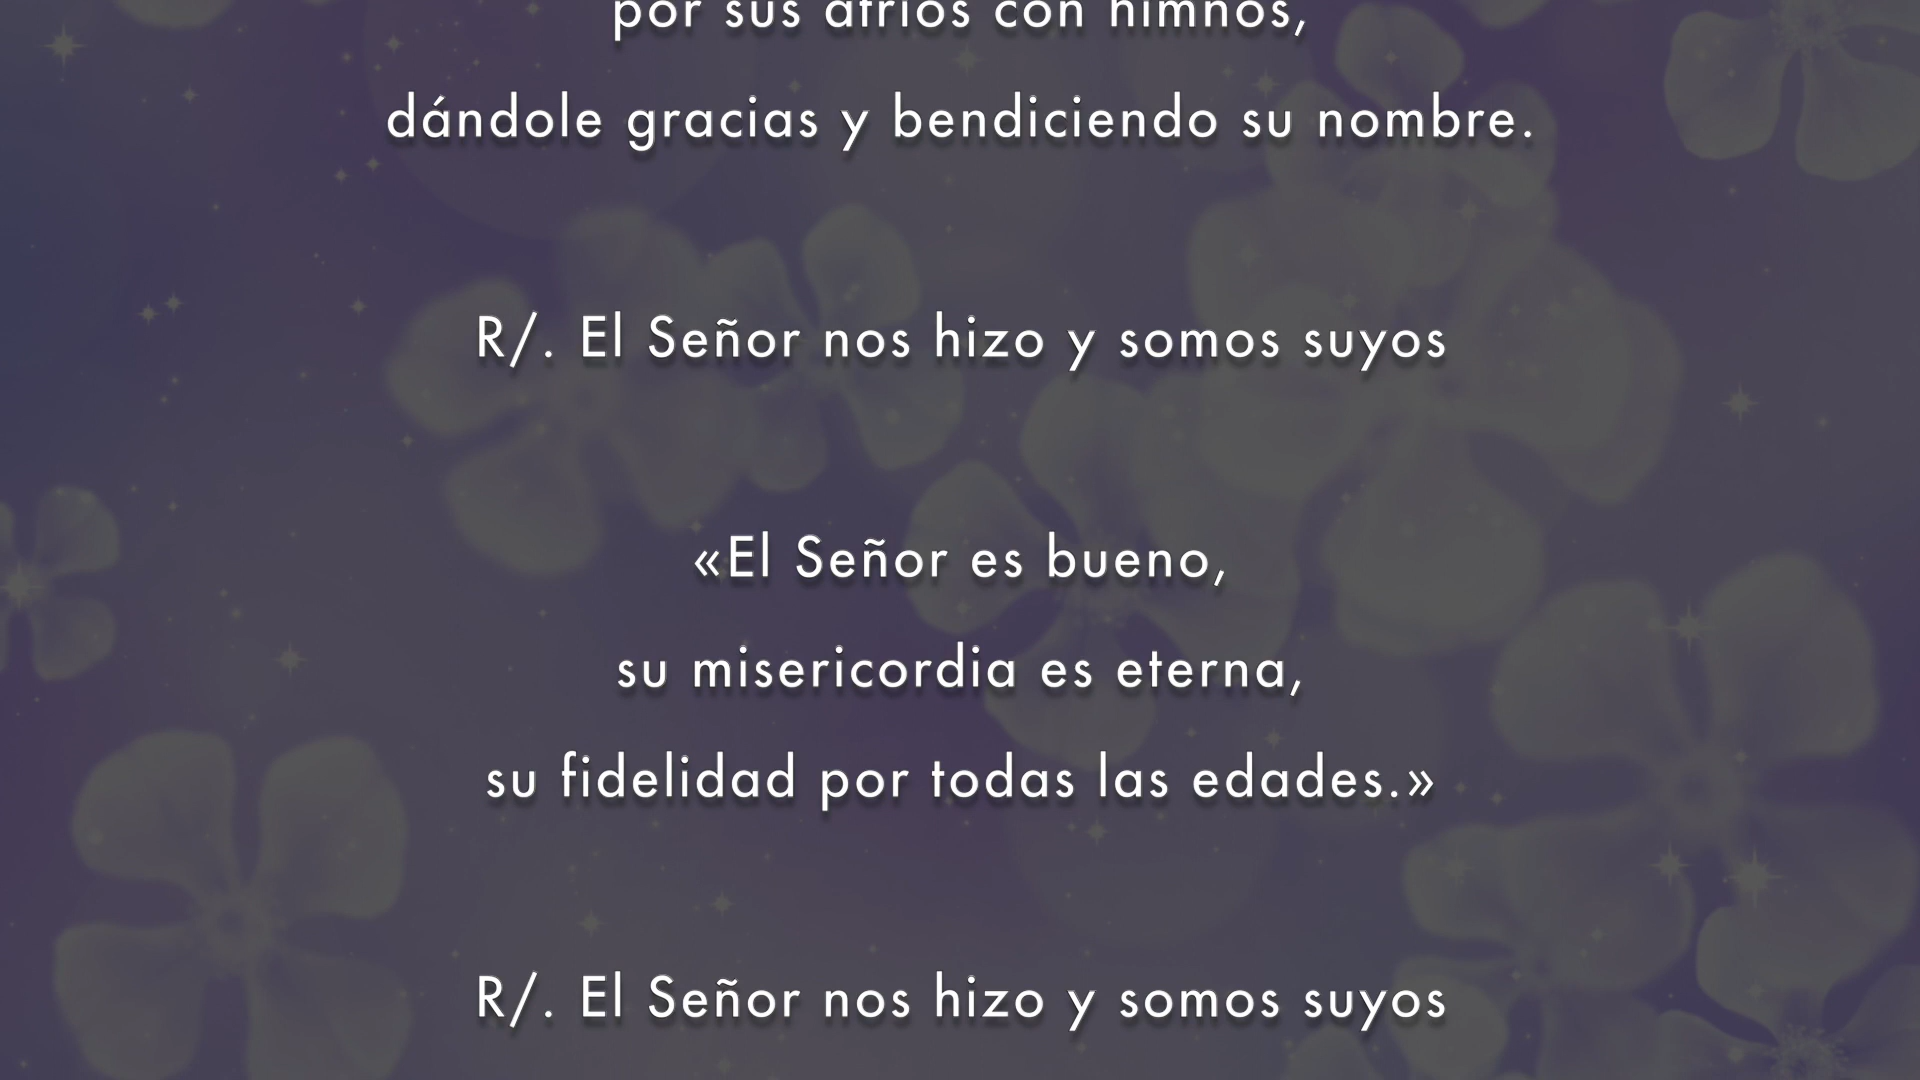 por sus atrios con himnos,
dándole gracias y bendiciendo su nombre.
R/. El Señor nos hizo y somos suyos
«El Señor es bueno,
su misericordia es eterna,
su fidelidad por todas las edades.»
R/. El Señor nos hizo y somos suyos